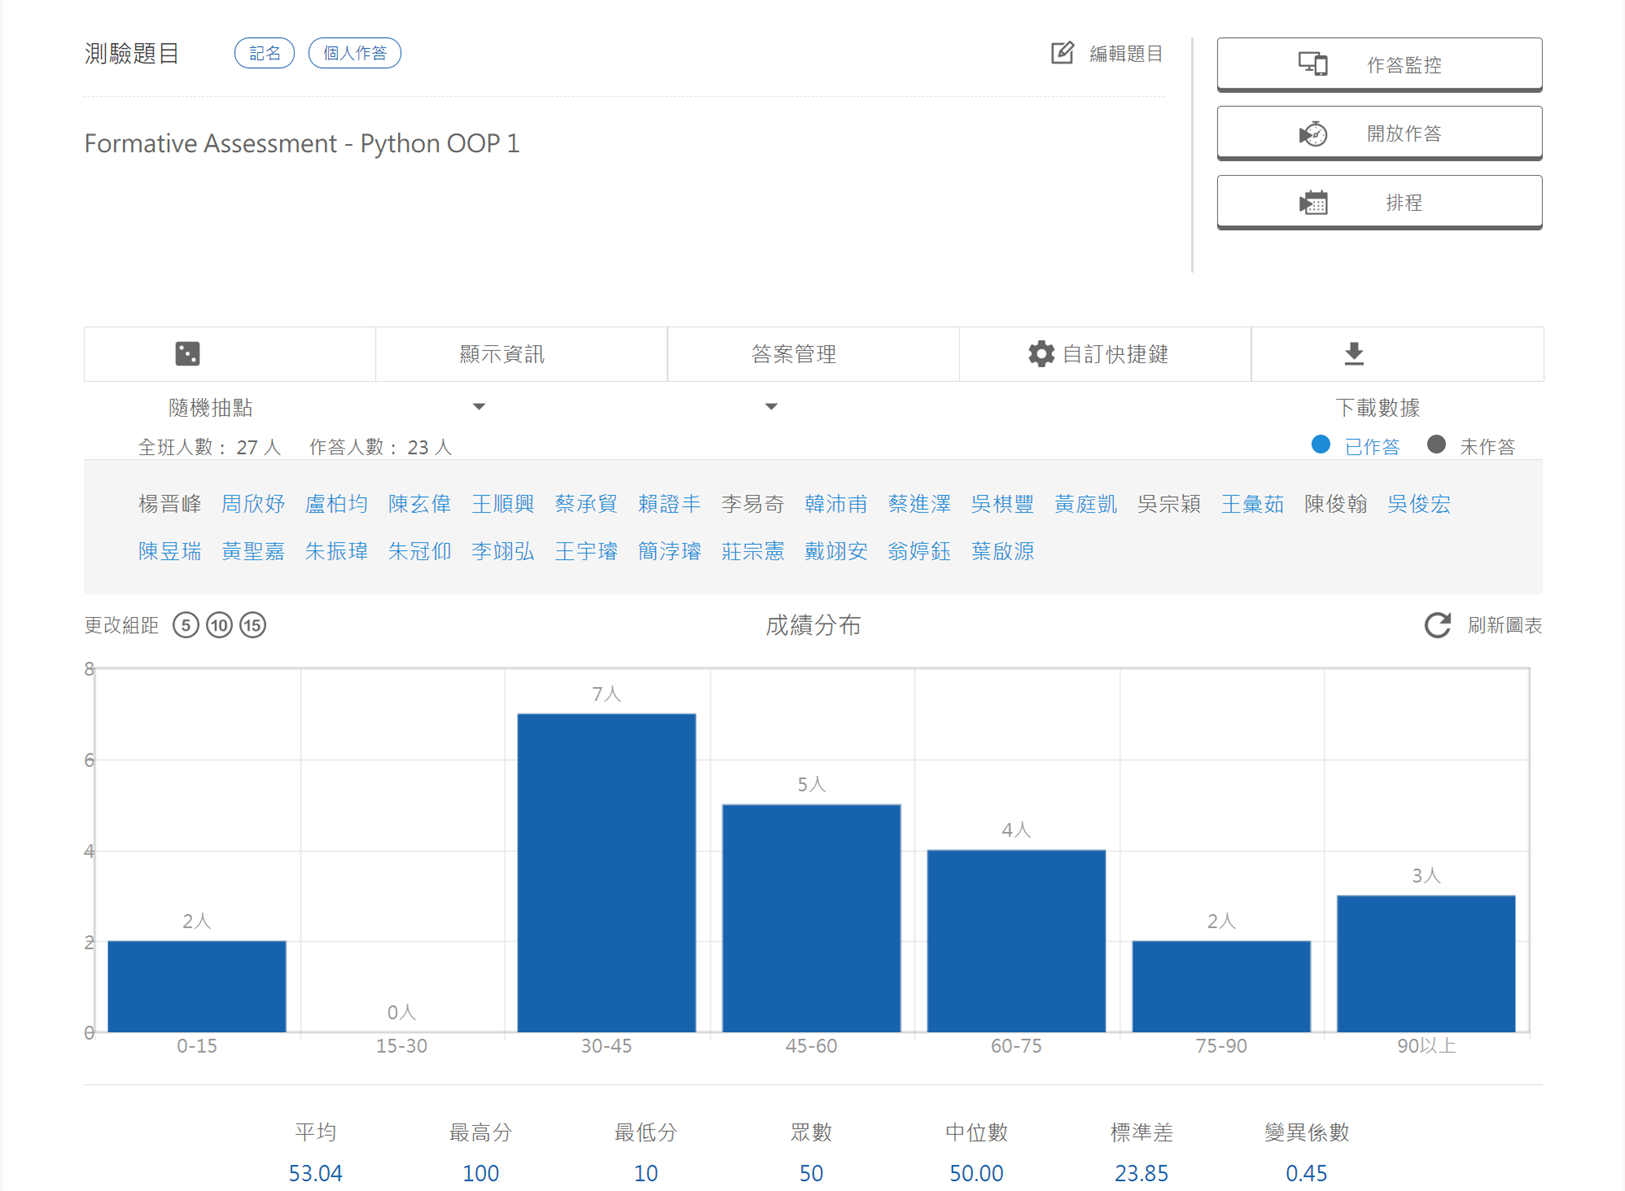 測驗題目 記名 個人作答 編輯題目
作答監控
開放作答
排程
Formative Assessment - Python OOP 1
顯示資訊 答案管理 自訂快捷鍵
隨機抽點 下載數據
全班人數： 27 人 作答人數： 23 人 已作答 未作答
楊晋峰 周欣妤 盧柏均 陳玄偉 王順興 蔡承貿 賴證丰 李易奇 韓沛甫 蔡進澤 吳棋豐 黃庭凱 吳宗穎 王彙茹 陳俊翰 吳俊宏
陳昱瑞 黃聖嘉 朱振瑋 朱冠仰 李翊弘 王宇璿 簡浡璿 莊宗憲 戴翊安 翁婷鈺 葉啟源
更改組距 5 10 15 成績分布 刷新圖表
8
7人
6
5人
4人
4
3人
2人 2人
2
0人
0
0-15 15-30 30-45 45-60 60-75 75-90 90以上
平均 最高分 最低分 眾數 中位數 標準差 變異係數
53.04 100 10 50 50.00 23.85 0.45